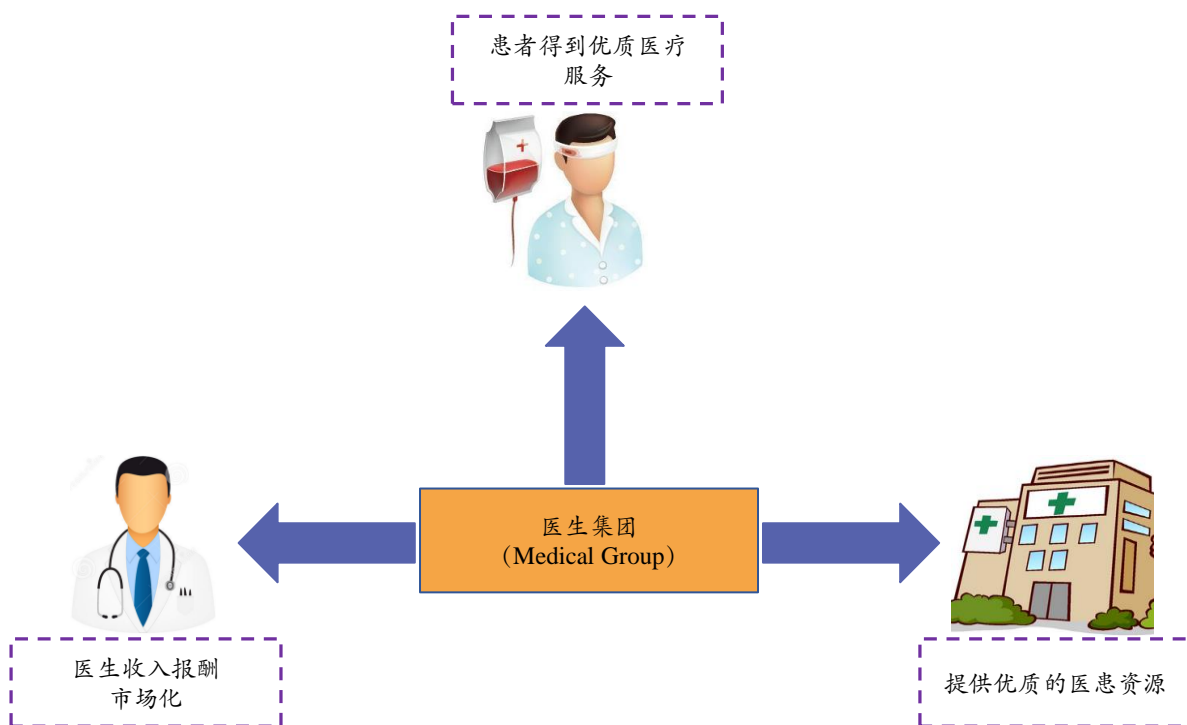 患者得到优质医疗
服务
医生集团
（Medical Group）
医生收入报酬
市场化
提供优质的医患资源